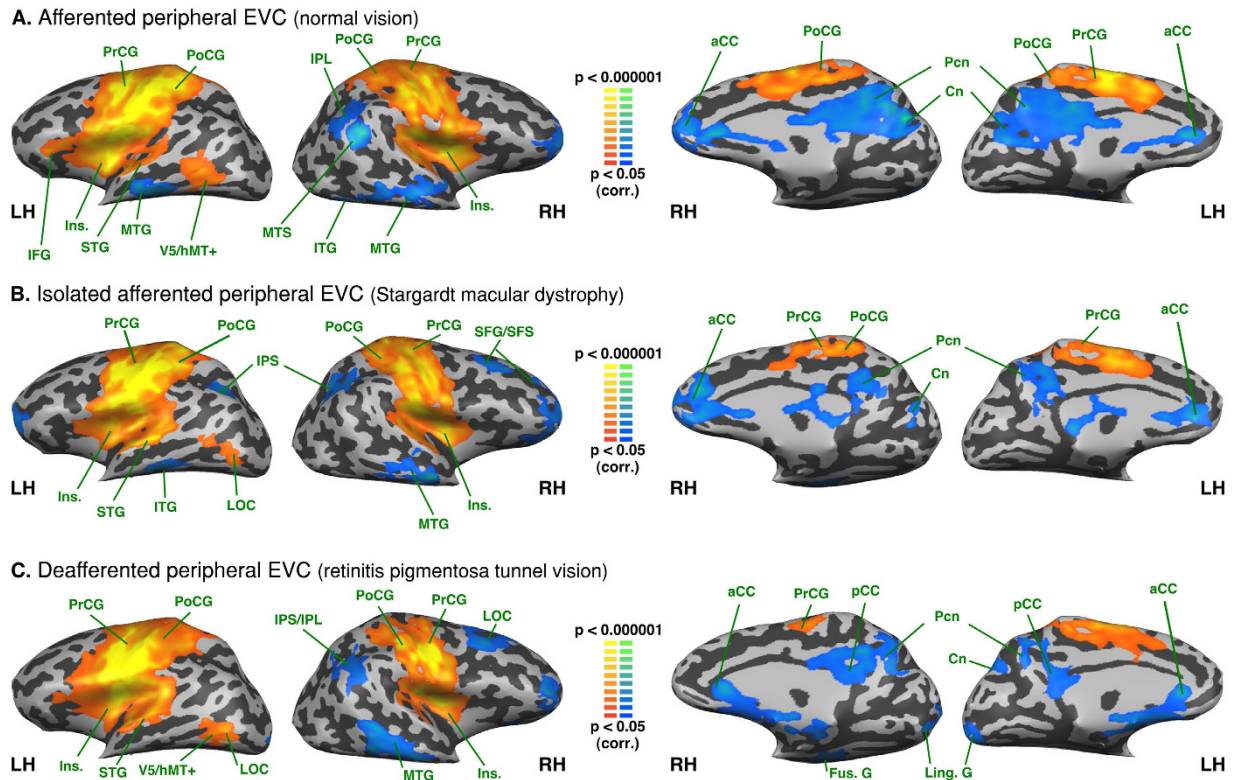 A. Afferented peripheral EVC (normal vision)
PrCG PoCG IPL PoCG PrCG p < 0.000001 aCC PoCG Pcn PoCG PrCG aCC
Cn
p < 0.05
(corr.)
LH Ins. MTG MTS Ins. RH RH LH
IFG STG V5/hMT+ ITG MTG
B. Isolated afferented peripheral EVC (Stargardt macular dystrophy)
PrCG PoCG PoCG PrCG SFG/SFS aCC PrCG PoCG Pcn PrCG aCC
IPS p < 0.000001 Cn
p < 0.05
(corr.)
LH Ins. STG ITG LOC MTG Ins. RH RH LH
C. Deafferented peripheral EVC (retinitis pigmentosa tunnel vision)
PrCG PoCG IPS/IPL PoCG PrCG LOC aCC PrCG pCC Pcn pCC aCC
p < 0.000001 Cn
p < 0.05
(corr.)
LH Ins. STG V5/hMT+ LOC MTG Ins. RH RH Fus. G Ling. G LH